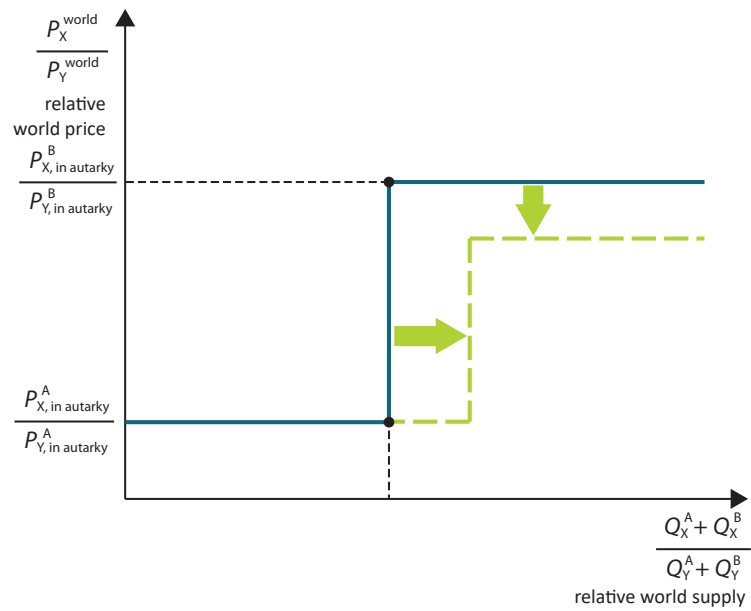 P_X^world
P_Y^world
relative
world price
P_X, in autarky^B
P_Y, in autarky^B
P_X, in autarky^A
P_Y, in autarky^A
Q_X^A + Q_X^B
Q_Y^A + Q_Y^B
relative world supply